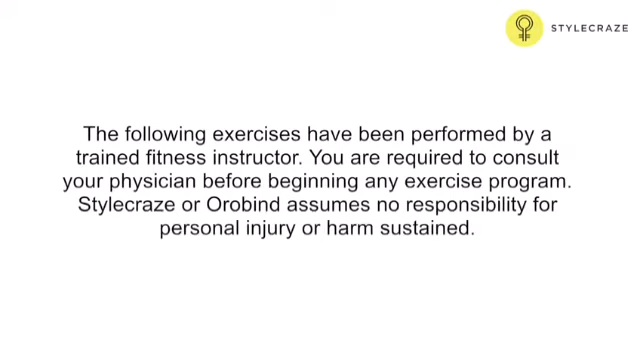 STYLECRAZE
The following exercises have been performed by a
trained fitness instructor. You are required to consult
your physician before beginning any exercise program.
Stylecraze or Orobind assumes no responsibility for
personal injury or harm sustained.